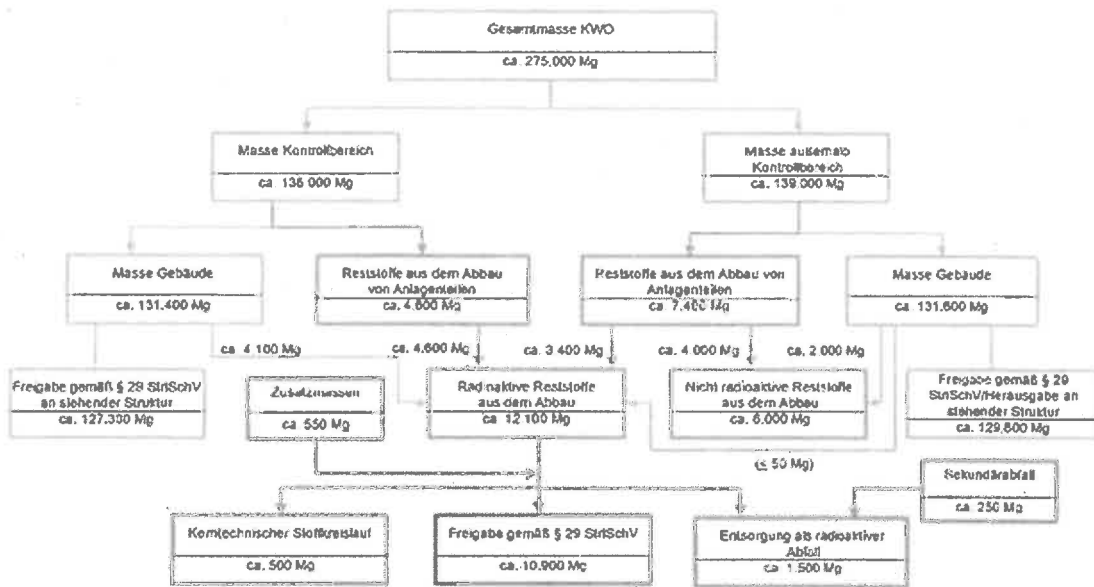 Gesamtmasse KWO
ca. 275.000 Mg
Masse Kontrollbereich
ca. 136.000 Mg
Masse außerhalb
Kontrollbereich
ca. 139.000 Mg
Masse Gebäude
ca. 131.400 Mg
Reststoffe aus dem Abbau
von Anlagenteilen
ca. 4.600 Mg
Reststoffe aus dem Abbau von
Anlagenteilen
ca. 7.400 Mg
Masse Gebäude
ca. 131.600 Mg
ca. 4.100 Mg
ca. 4.600 Mg
ca. 3.400 Mg
ca. 4.000 Mg
ca. 2.000 Mg
Freigabe gemäß § 29 StrlSchV
an stehender Struktur
ca. 127.300 Mg
Zusatzmassen
ca. 550 Mg
Radioaktive Reststoffe
aus dem Abbau
ca. 12.100 Mg
Nicht radioaktive Reststoffe
aus dem Abbau
ca. 6.000 Mg
Freigabe gemäß § 29
StrlSchV/Herausgabe an
stehender Struktur
ca. 129.600 Mg
(≤ 50 Mg)
Sekundärabfall
ca. 250 Mg
Kerntechnischer Stoffkreislauf
ca. 500 Mg
Freigabe gemäß § 29 StrlSchV
ca. 10.900 Mg
Entsorgung als radioaktiver
Abfall
ca. 1.500 Mg